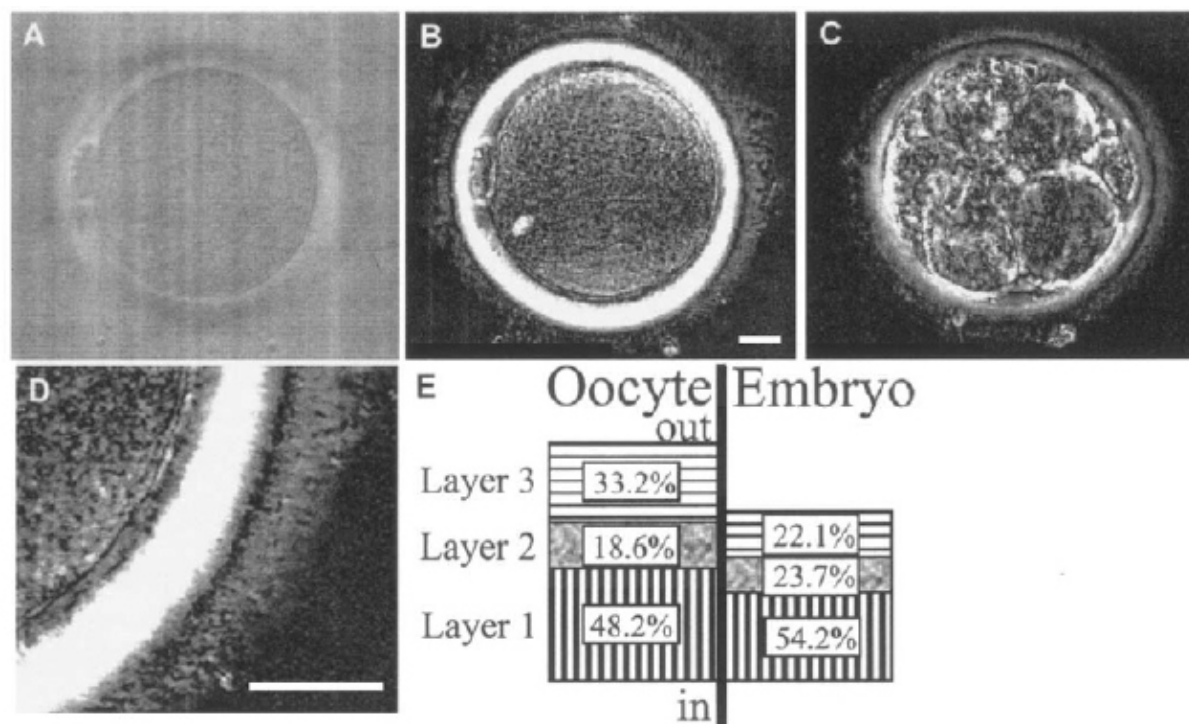 A
B
C
D
E
Oocyte
Embryo
out
Layer 3
33.2%
22.1%
Layer 2
18.6%
23.7%
Layer 1
48.2%
54.2%
in